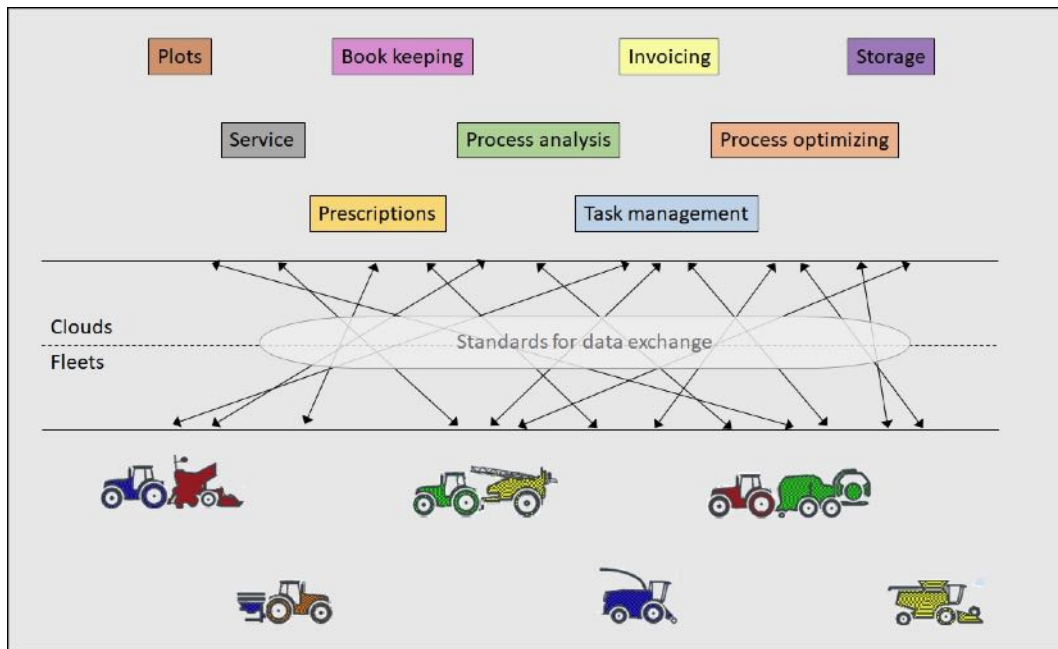 Plots
Book keeping
Invoicing
Storage
Service
Process analysis
Process optimizing
Prescriptions
Task management
Clouds
Standards for data exchange
Fleets